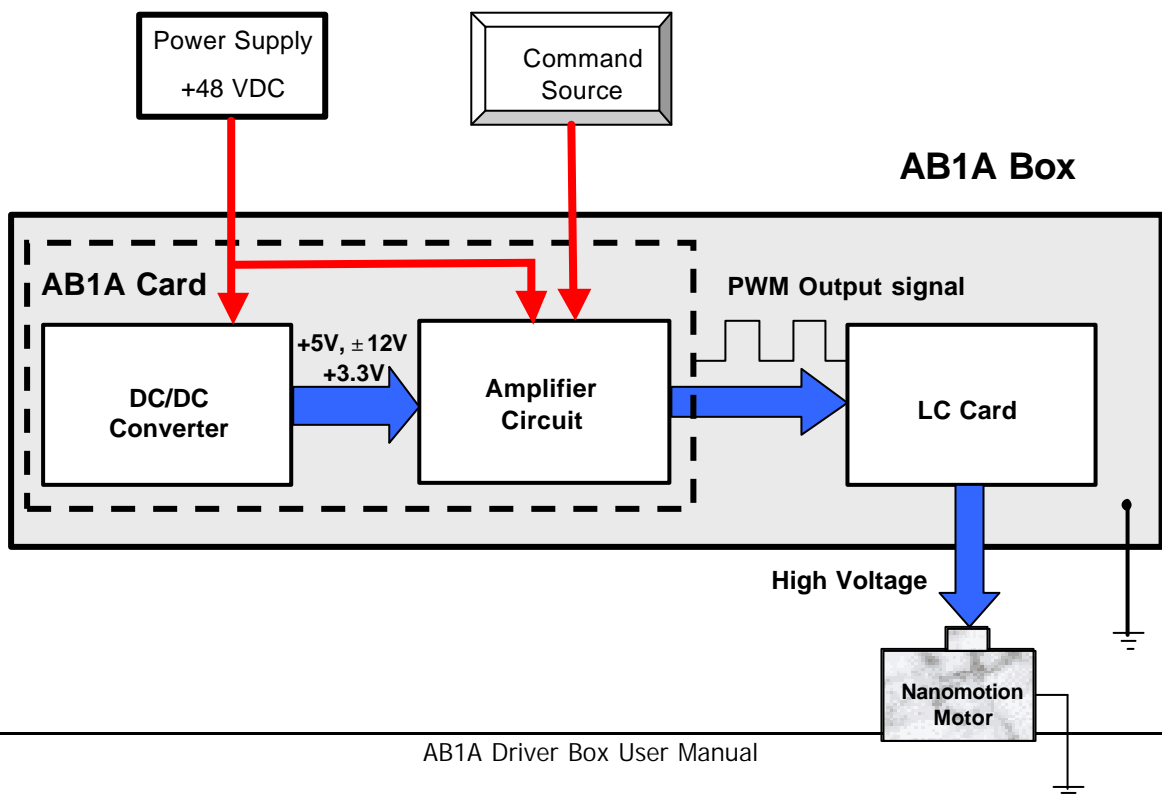 Power Supply
+48 VDC
Command
Source
AB1A Box
AB1A Card
PWM Output signal
+5V, ±12V
+3.3V
DC/DC
Converter
Amplifier
Circuit
LC Card
High Voltage
Nanomotion
Motor
AB1A Driver Box User Manual